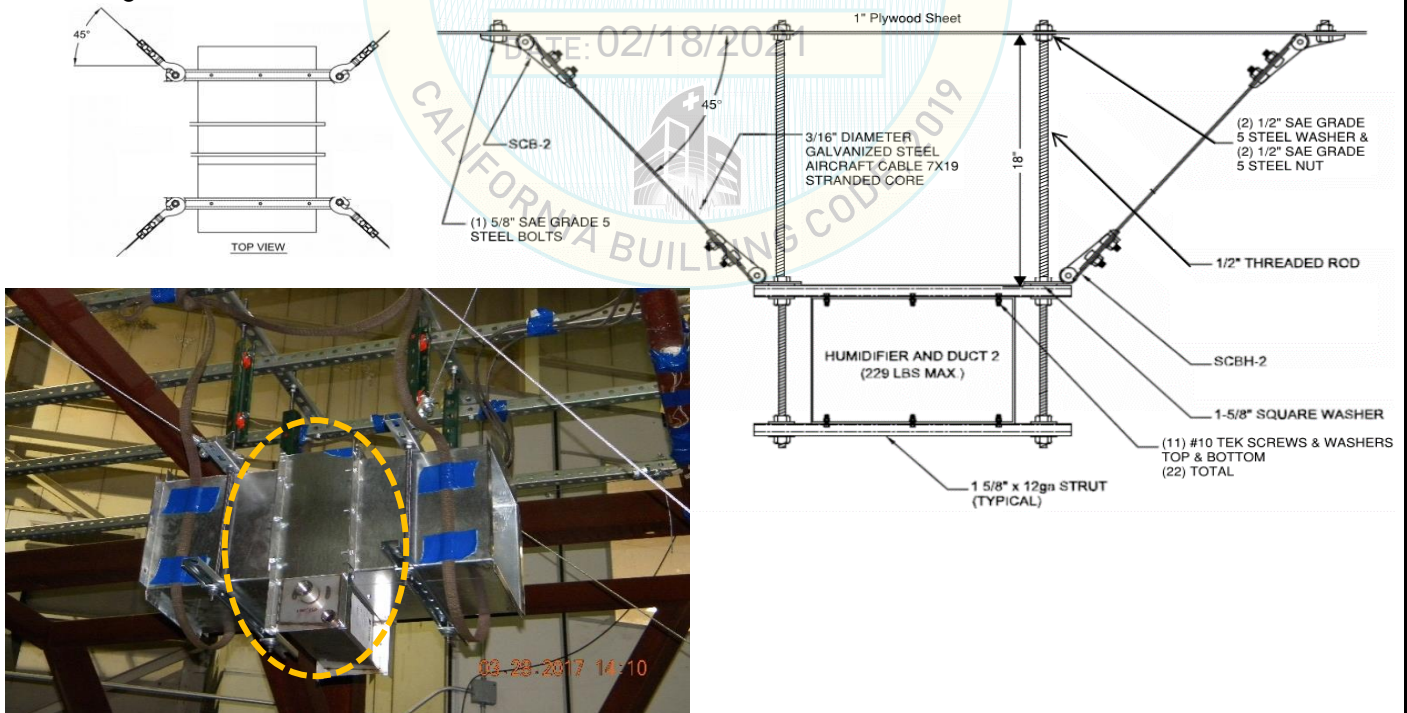 45°
TOP VIEW
1" Plywood Sheet
DATE: 02/18/2021
45°
SCB-2
3/16" DIAMETER
GALVANIZED STEEL
AIRCRAFT CABLE 7X19
STRANDED CORE
18"
(2) 1/2" SAE GRADE
5 STEEL WASHER &
(2) 1/2" SAE GRADE
5 STEEL NUT
(1) 5/8" SAE GRADE 5
STEEL BOLTS
CALIFORNIA BUILDING CODE 2019
1/2" THREADED ROD
HUMIDIFIER AND DUCT 2
(229 LBS MAX.)
SCBH-2
1-5/8" SQUARE WASHER
(11) #10 TEK SCREWS & WASHERS
TOP & BOTTOM
(22) TOTAL
1 5/8" x 12gn STRUT
(TYPICAL)
03-28-2017 14:10